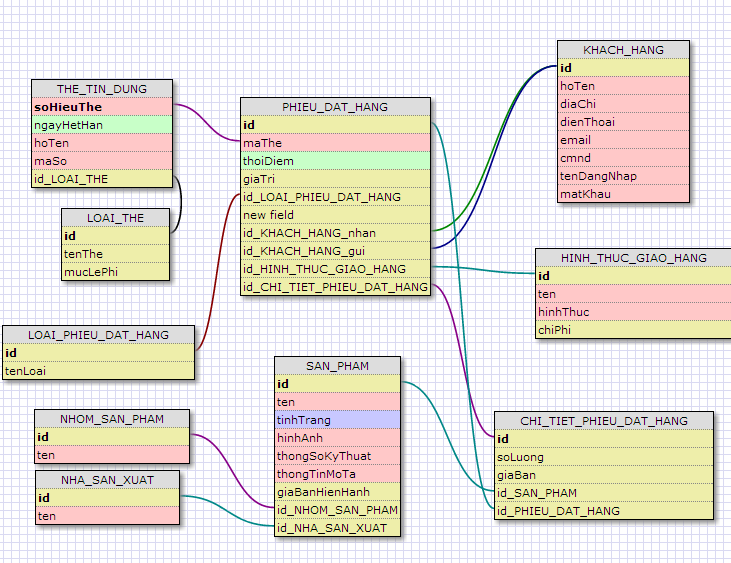 KHACH_HANG
id
hoTen
diaChi
dienThoai
email
cmnd
tenDangNhap
matKhau
THE_TIN_DUNG
soHieuThe
ngayHetHan
hoTen
maSo
id_LOAI_THE
PHIEU_DAT_HANG
id
maThe
thoiDiem
giaTri
id_LOAI_PHIEU_DAT_HANG
new field
id_KHACH_HANG_nhan
id_KHACH_HANG_gui
id_HINH_THUC_GIAO_HANG
id_CHI_TIET_PHIEU_DAT_HANG
LOAI_THE
id
tenThe
mucLePhi
HINH_THUC_GIAO_HANG
id
ten
hinhThuc
chiPhi
LOAI_PHIEU_DAT_HANG
id
tenLoai
SAN_PHAM
id
ten
tinhTrang
hinhAnh
thongSoKyThuat
thongTinMoTa
giaBanHienHanh
id_NHOM_SAN_PHAM
id_NHA_SAN_XUAT
NHOM_SAN_PHAM
id
ten
NHA_SAN_XUAT
id
ten
CHI_TIET_PHIEU_DAT_HANG
id
soLuong
giaBan
id_SAN_PHAM
id_PHIEU_DAT_HANG